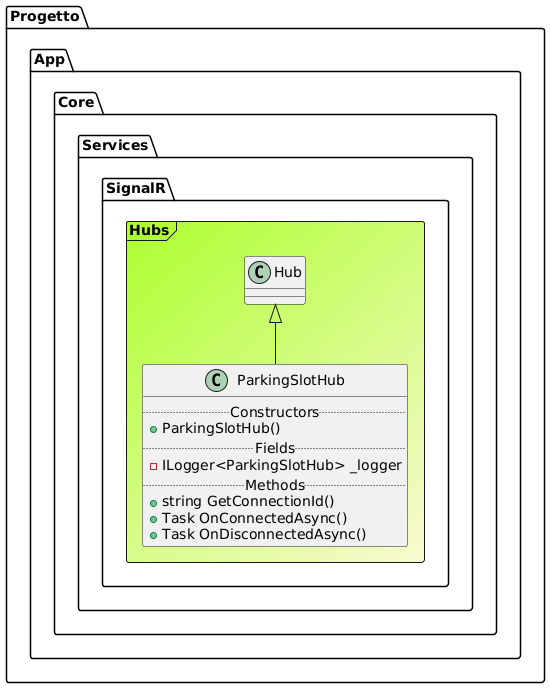 Progetto
App
Core
Services
SignalR
Hubs
C Hub
C ParkingSlotHub
Constructors
ParkingSlotHub()
Fields
ILogger<ParkingSlotHub> _logger
Methods
string GetConnectionId()
Task OnConnectedAsync()
Task OnDisconnectedAsync()